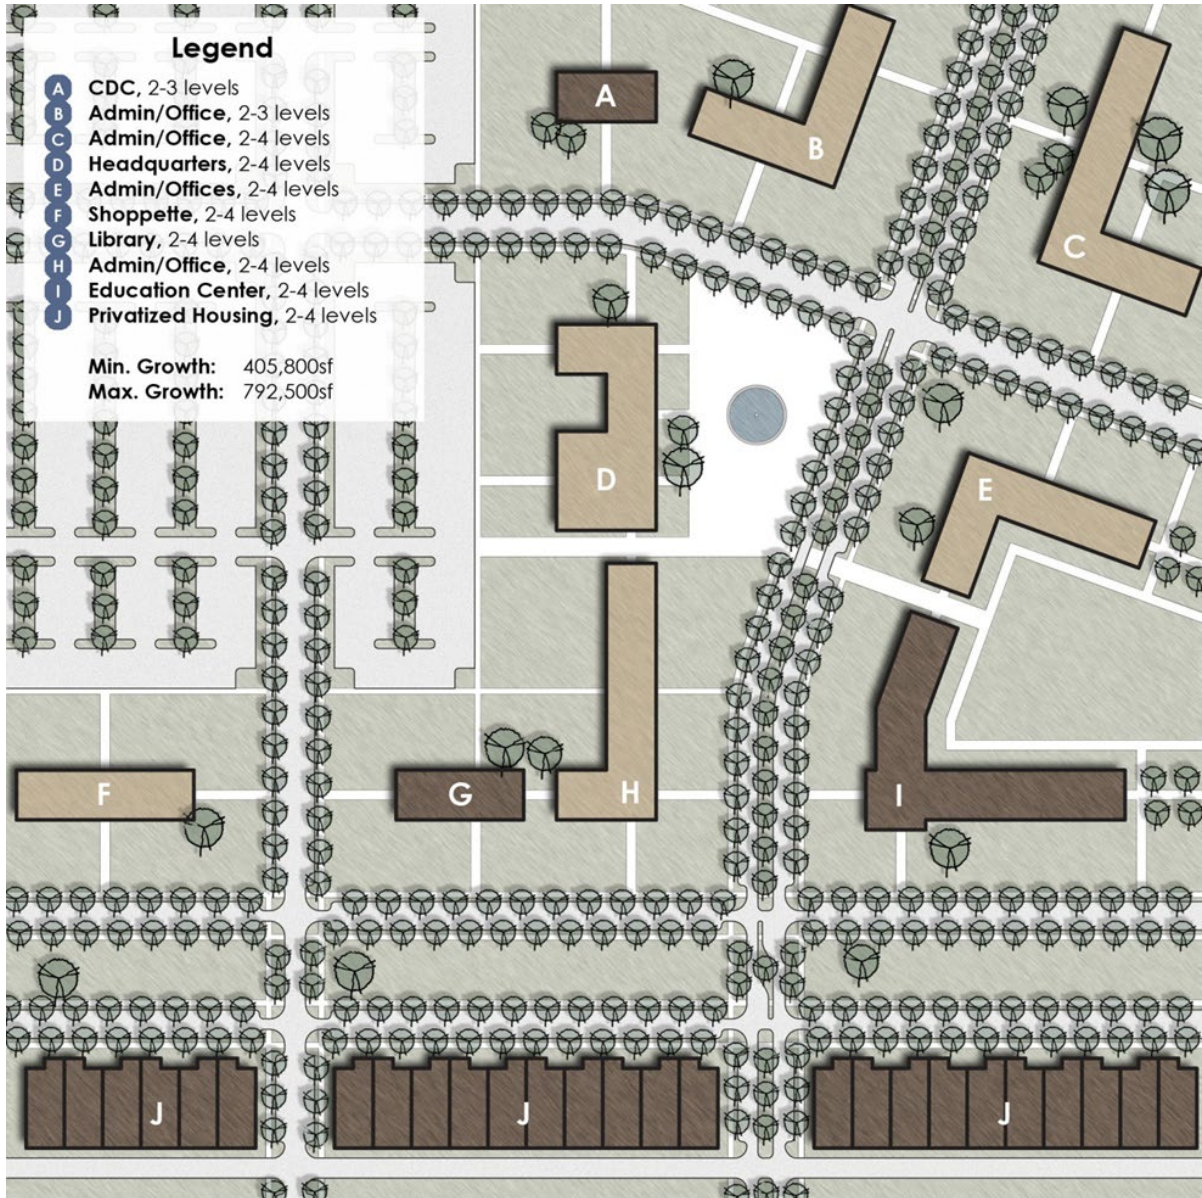 Legend
A CDC, 2-3 levels
B Admin/Office, 2-3 levels
C Admin/Office, 2-4 levels
D Headquarters, 2-4 levels
E Admin/Offices, 2-4 levels
F Shoppette, 2-4 levels
G Library, 2-4 levels
H Admin/Office, 2-4 levels
I Education Center, 2-4 levels
J Privatized Housing, 2-4 levels
Min. Growth: 405,800sf
Max. Growth: 792,500sf
A
B
C
D
E
F
G
H
I
J
J
J